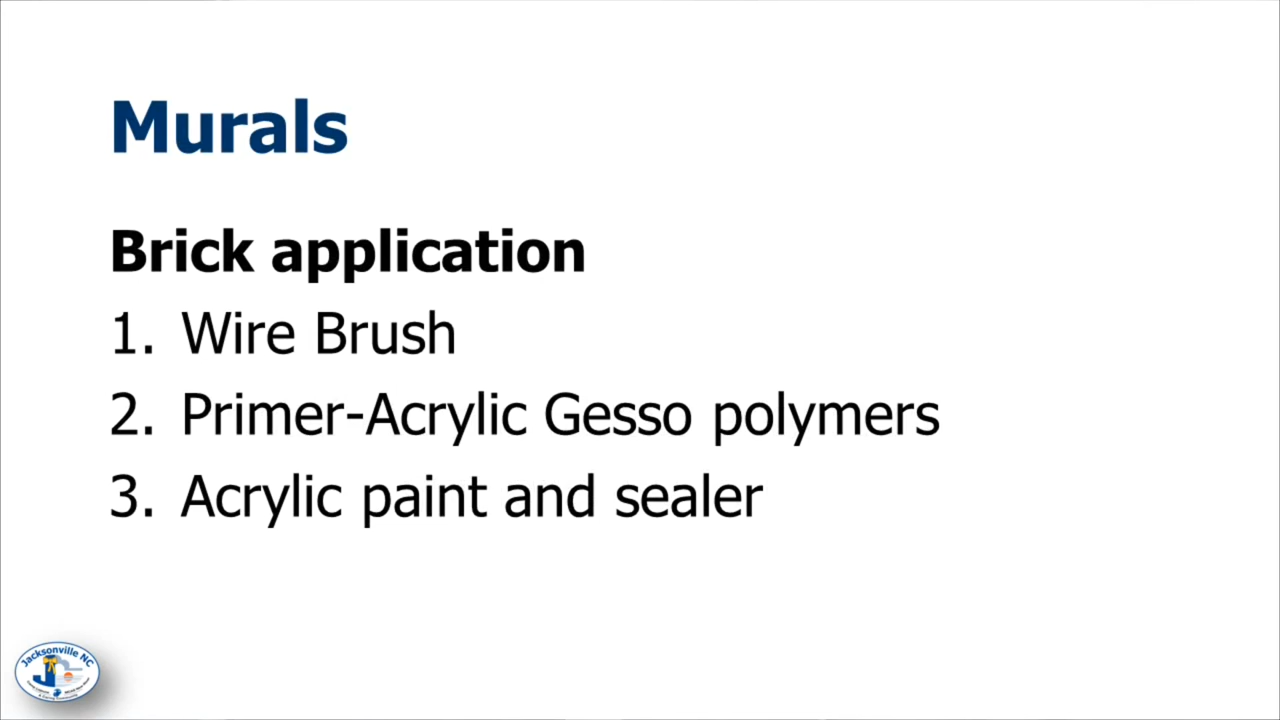 Murals
Brick application
1. Wire Brush
2. Primer-Acrylic Gesso polymers
3. Acrylic paint and sealer
Jacksonville NC